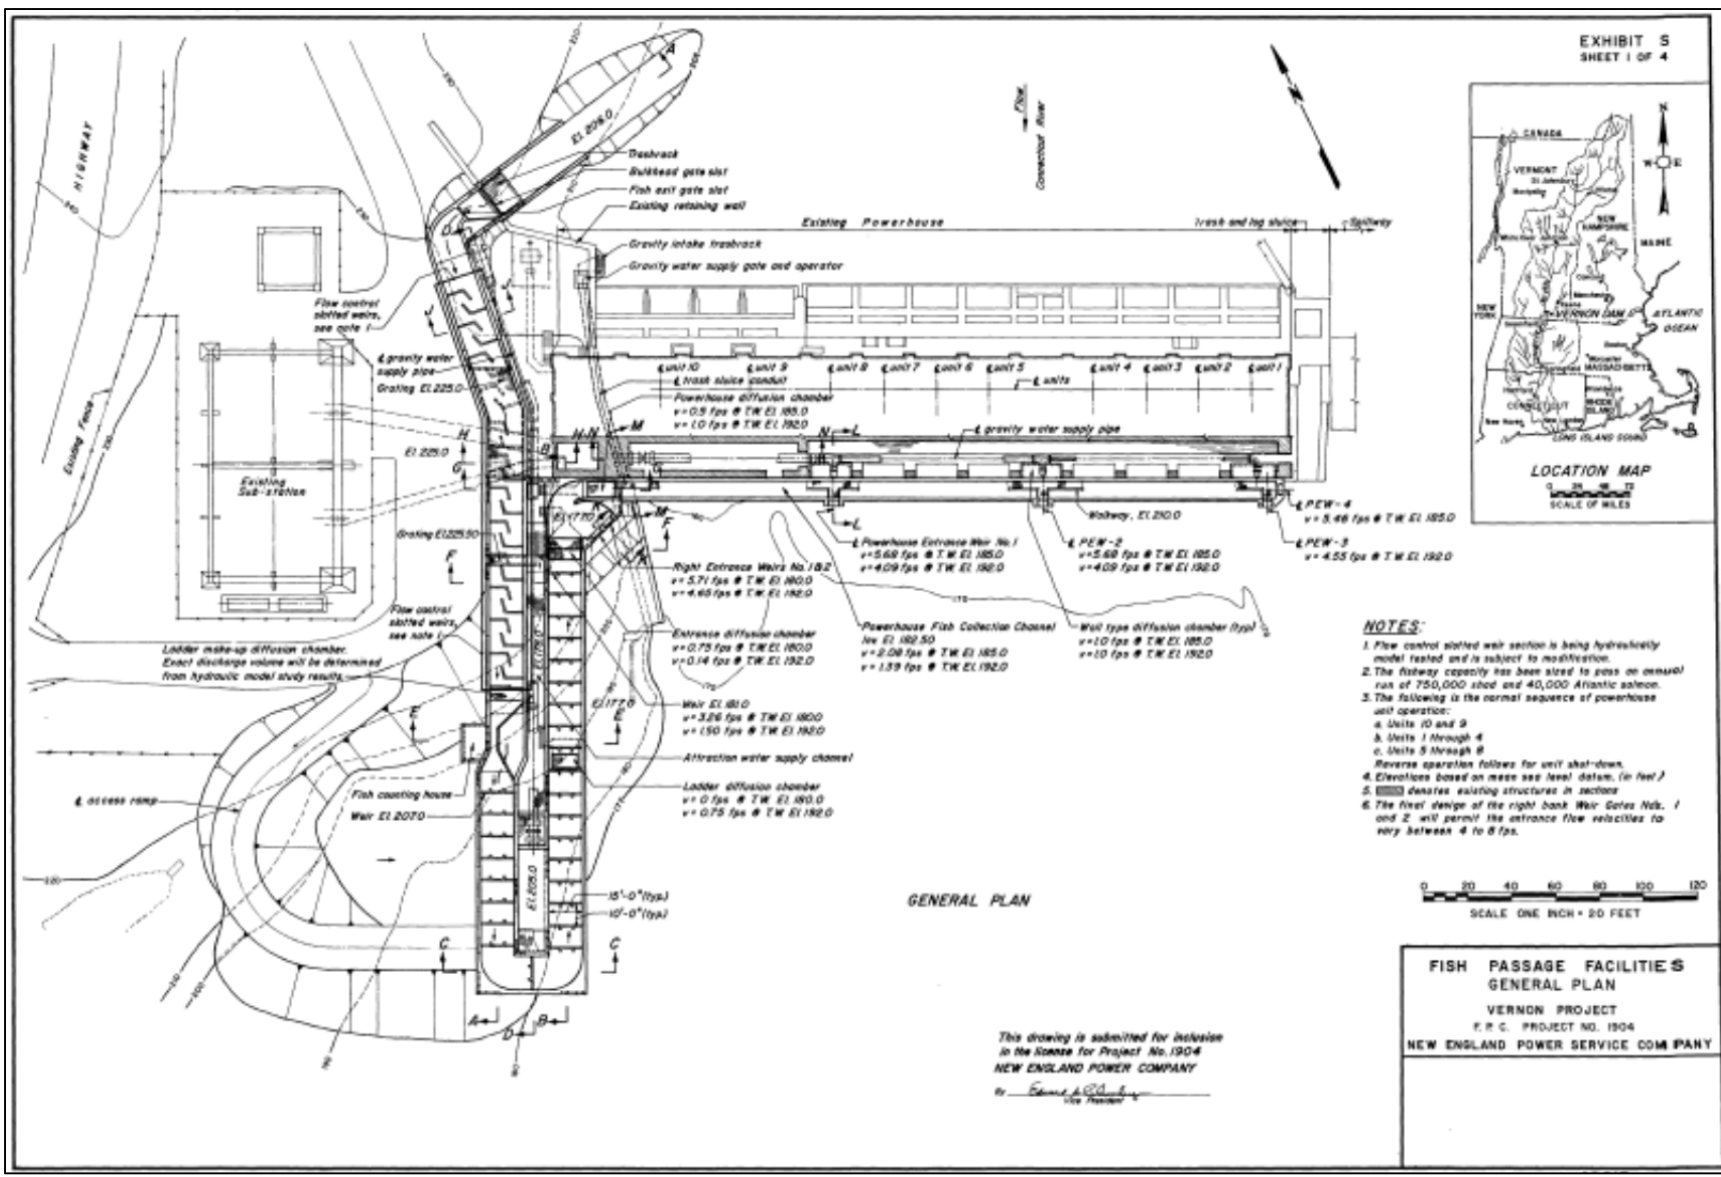 EXHIBIT S
SHEET 1 OF 4
HIGHWAY
El. 206.0
Trashrack
Bulkhead gate slot
Fish exit gate slot
Existing retaining wall
Gravity intake trashrack
Gravity water supply gate and operator
Flow
Connecticut River
Existing Powerhouse
Trash and log sluice
Spillway
Flow control
slotted weirs,
see note 1
℄ gravity water
supply pipe
Grating El. 225.0
El. 225.0
Existing Fence
Existing
Sub-station
Grating El. 225.50
Flow control
slotted weirs,
see note 1
Ladder make-up diffusion chamber.
Exact discharge volume will be determined
from hydraulic model study results.
℄ unit 10
℄ unit 9
℄ unit 8
℄ unit 7
℄ unit 6
℄ unit 5
℄ unit 4
℄ unit 3
℄ unit 2
℄ unit 1
℄ units
℄ trash sluice conduit
Powerhouse diffusion chamber
v = 0.5 fps @ T.W. El. 185.0
v = 1.0 fps @ T.W. El. 192.0
℄ gravity water supply pipe
El. 177.0
Right Entrance Weirs No. 1 & 2
v = 5.71 fps @ T.W. El. 180.0
v = 4.65 fps @ T.W. El. 192.0
Entrance diffusion chamber
v = 0.75 fps @ T.W. El. 180.0
v = 0.14 fps @ T.W. El. 192.0
Weir El. 181.0
v = 3.26 fps @ T.W. El. 180.0
v = 1.50 fps @ T.W. El. 192.0
Attraction water supply channel
Ladder diffusion chamber
v = 0 fps @ T.W. El. 180.0
v = 0.75 fps @ T.W. El. 192.0
℄ Powerhouse Entrance Weir No. 1
v = 5.68 fps @ T.W. El. 185.0
v = 4.09 fps @ T.W. El. 192.0
Powerhouse Fish Collection Channel
Inv. El. 182.50
v = 2.08 fps @ T.W. El. 185.0
v = 1.39 fps @ T.W. El. 192.0
℄ PEW-2
v = 5.68 fps @ T.W. El. 185.0
v = 4.09 fps @ T.W. El. 192.0
Walkway, El. 210.0
Wall type diffusion chamber (typ)
v = 1.0 fps @ T.W. El. 185.0
v = 1.0 fps @ T.W. El. 192.0
℄ PEW-4
v = 5.46 fps @ T.W. El. 185.0
℄ PEW-3
v = 4.55 fps @ T.W. El. 192.0
El. 177.0
Fish counting house
Weir El. 207.0
℄ access ramp
El. 205.0
15'-0" (typ.)
10'-0" (typ.)
GENERAL PLAN
CANADA
VERMONT
NEW
HAMPSHIRE
MAINE
NEW
YORK
VERNON DAM
ATLANTIC
OCEAN
MASSACHUSETTS
RHODE
ISLAND
CONNECTICUT
LONG ISLAND SOUND
N
W
E
LOCATION MAP
0 24 48 72
SCALE OF MILES
NOTES:
1. Flow control slotted weir section is being hydraulically
model tested and is subject to modification.
2. The fishway capacity has been sized to pass an annual
run of 750,000 shad and 40,000 Atlantic salmon.
3. The following is the normal sequence of powerhouse
unit operation:
a. Units 10 and 9
b. Units 1 through 4
c. Units 5 through 8
Reverse operation follows for unit shut-down.
4. Elevations based on mean sea level datum. (in feet)
5. denotes existing structures in sections
6. The final design of the right bank Weir Gates Nos. 1
and 2 will permit the entrance flow velocities to
vary between 4 to 8 fps.
0 20 40 60 80 100 120
SCALE ONE INCH = 20 FEET
This drawing is submitted for inclusion
in the license for Project No. 1904
NEW ENGLAND POWER COMPANY
By
Vice President
FISH PASSAGE FACILITIES
GENERAL PLAN
VERNON PROJECT
F.P.C. PROJECT NO. 1904
NEW ENGLAND POWER SERVICE COMPANY